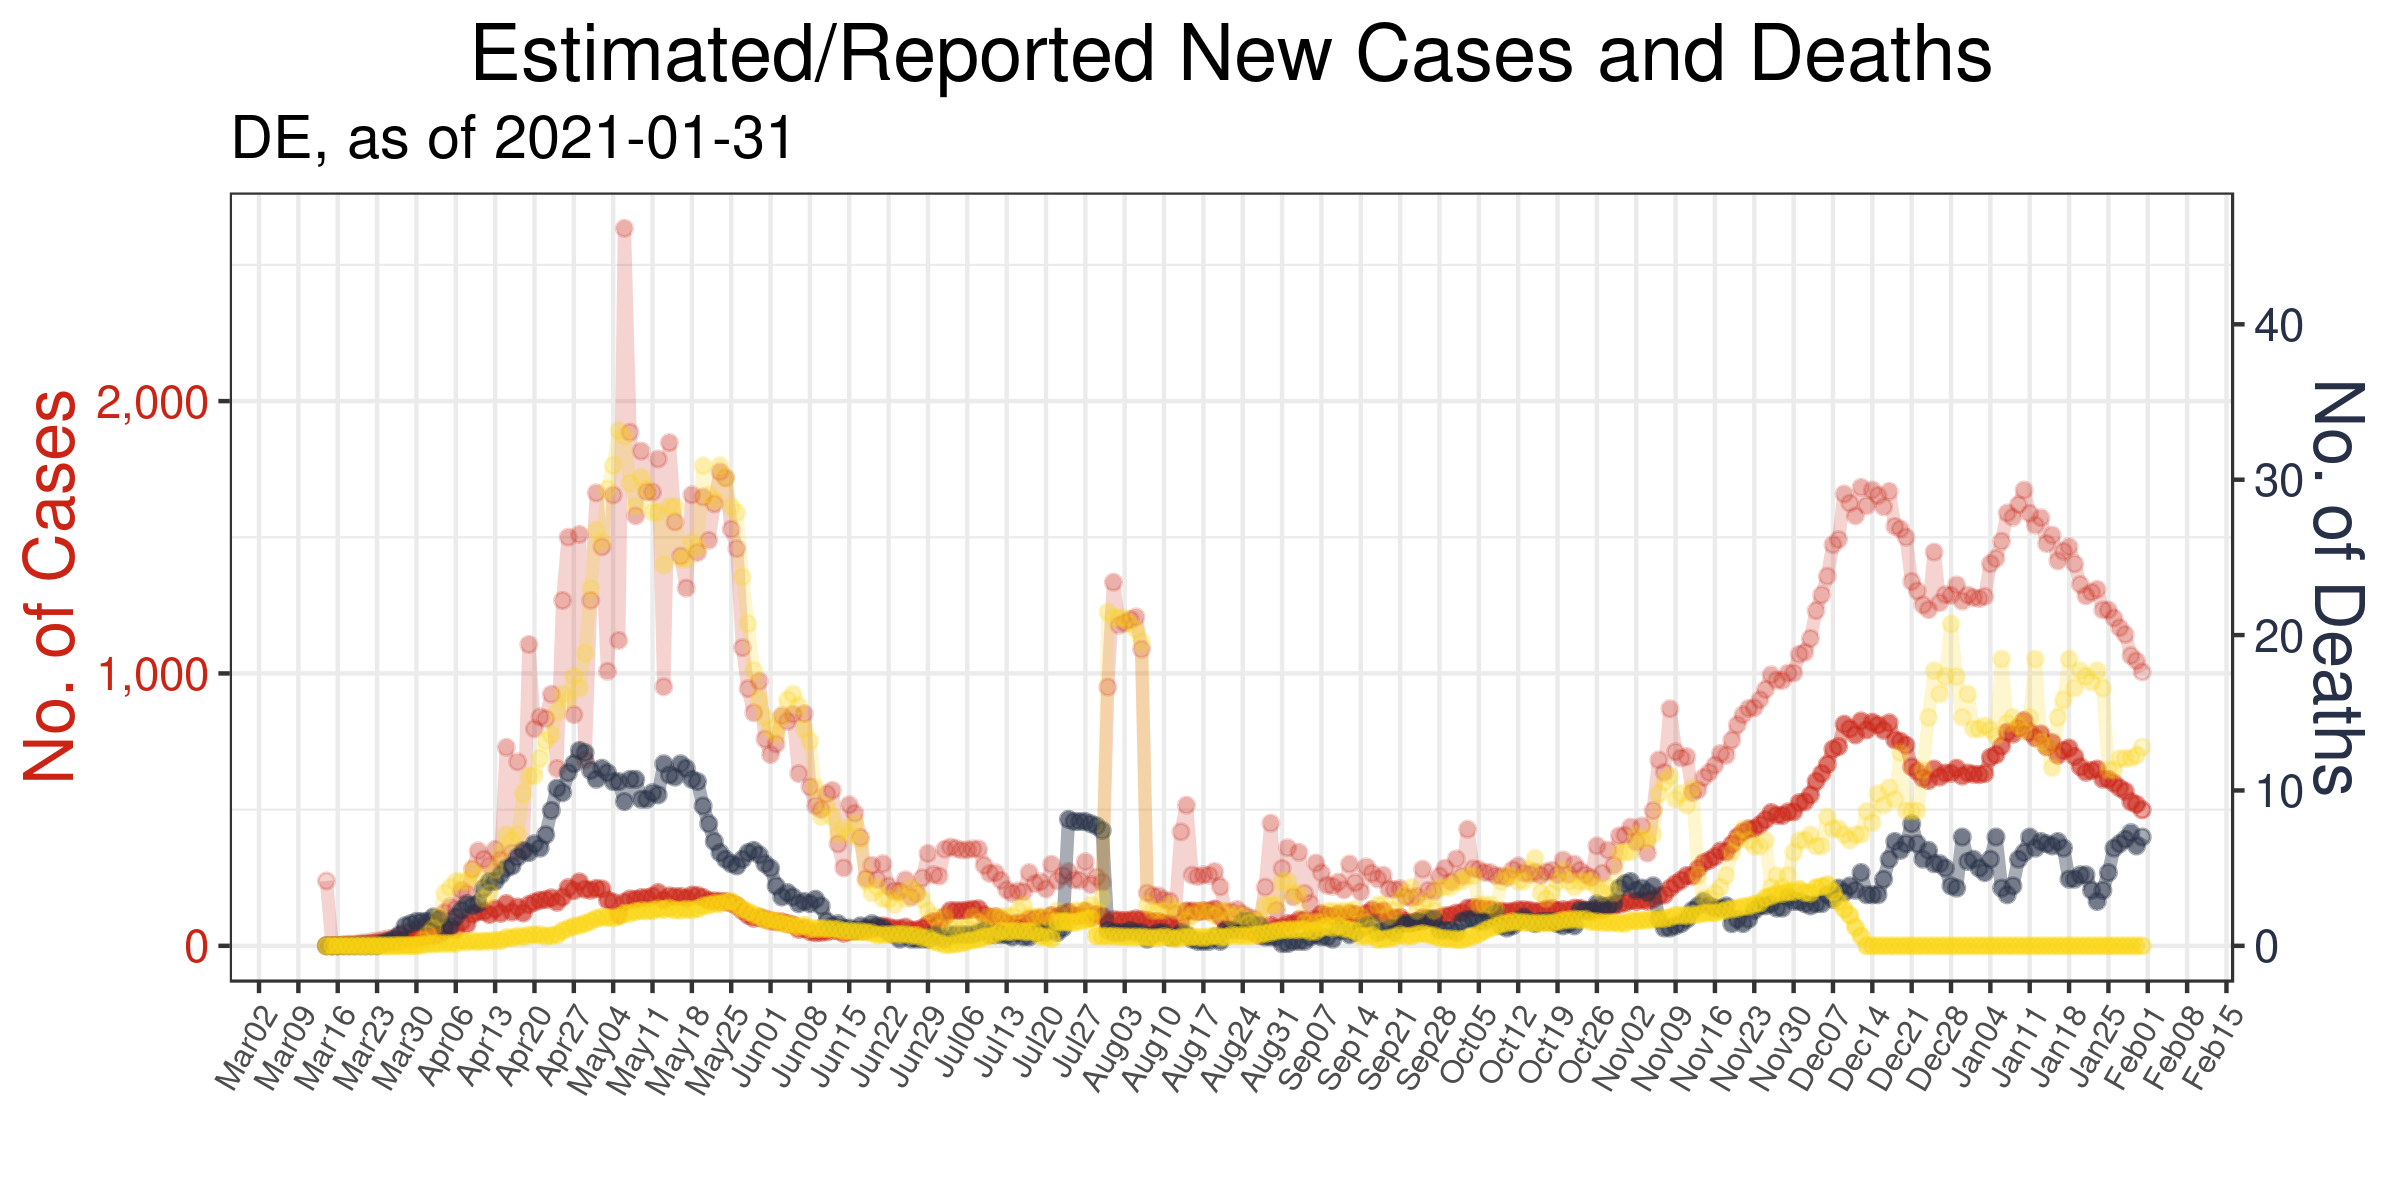 Estimated/Reported New Cases and Deaths
DE, as of 2021-01-31
No. of Cases
2,000
1,000
0
40
30
20
10
0
No. of Deaths
Mar02
Mar09
Mar16
Mar23
Mar30
Apr06
Apr13
Apr20
Apr27
May04
May11
May18
May25
Jun01
Jun08
Jun15
Jun22
Jun29
Jul06
Jul13
Jul20
Jul27
Aug03
Aug10
Aug17
Aug24
Aug31
Sep07
Sep14
Sep21
Sep28
Oct05
Oct12
Oct19
Oct26
Nov02
Nov09
Nov16
Nov23
Nov30
Dec07
Dec14
Dec21
Dec28
Jan04
Jan11
Jan18
Jan25
Feb01
Feb08
Feb15